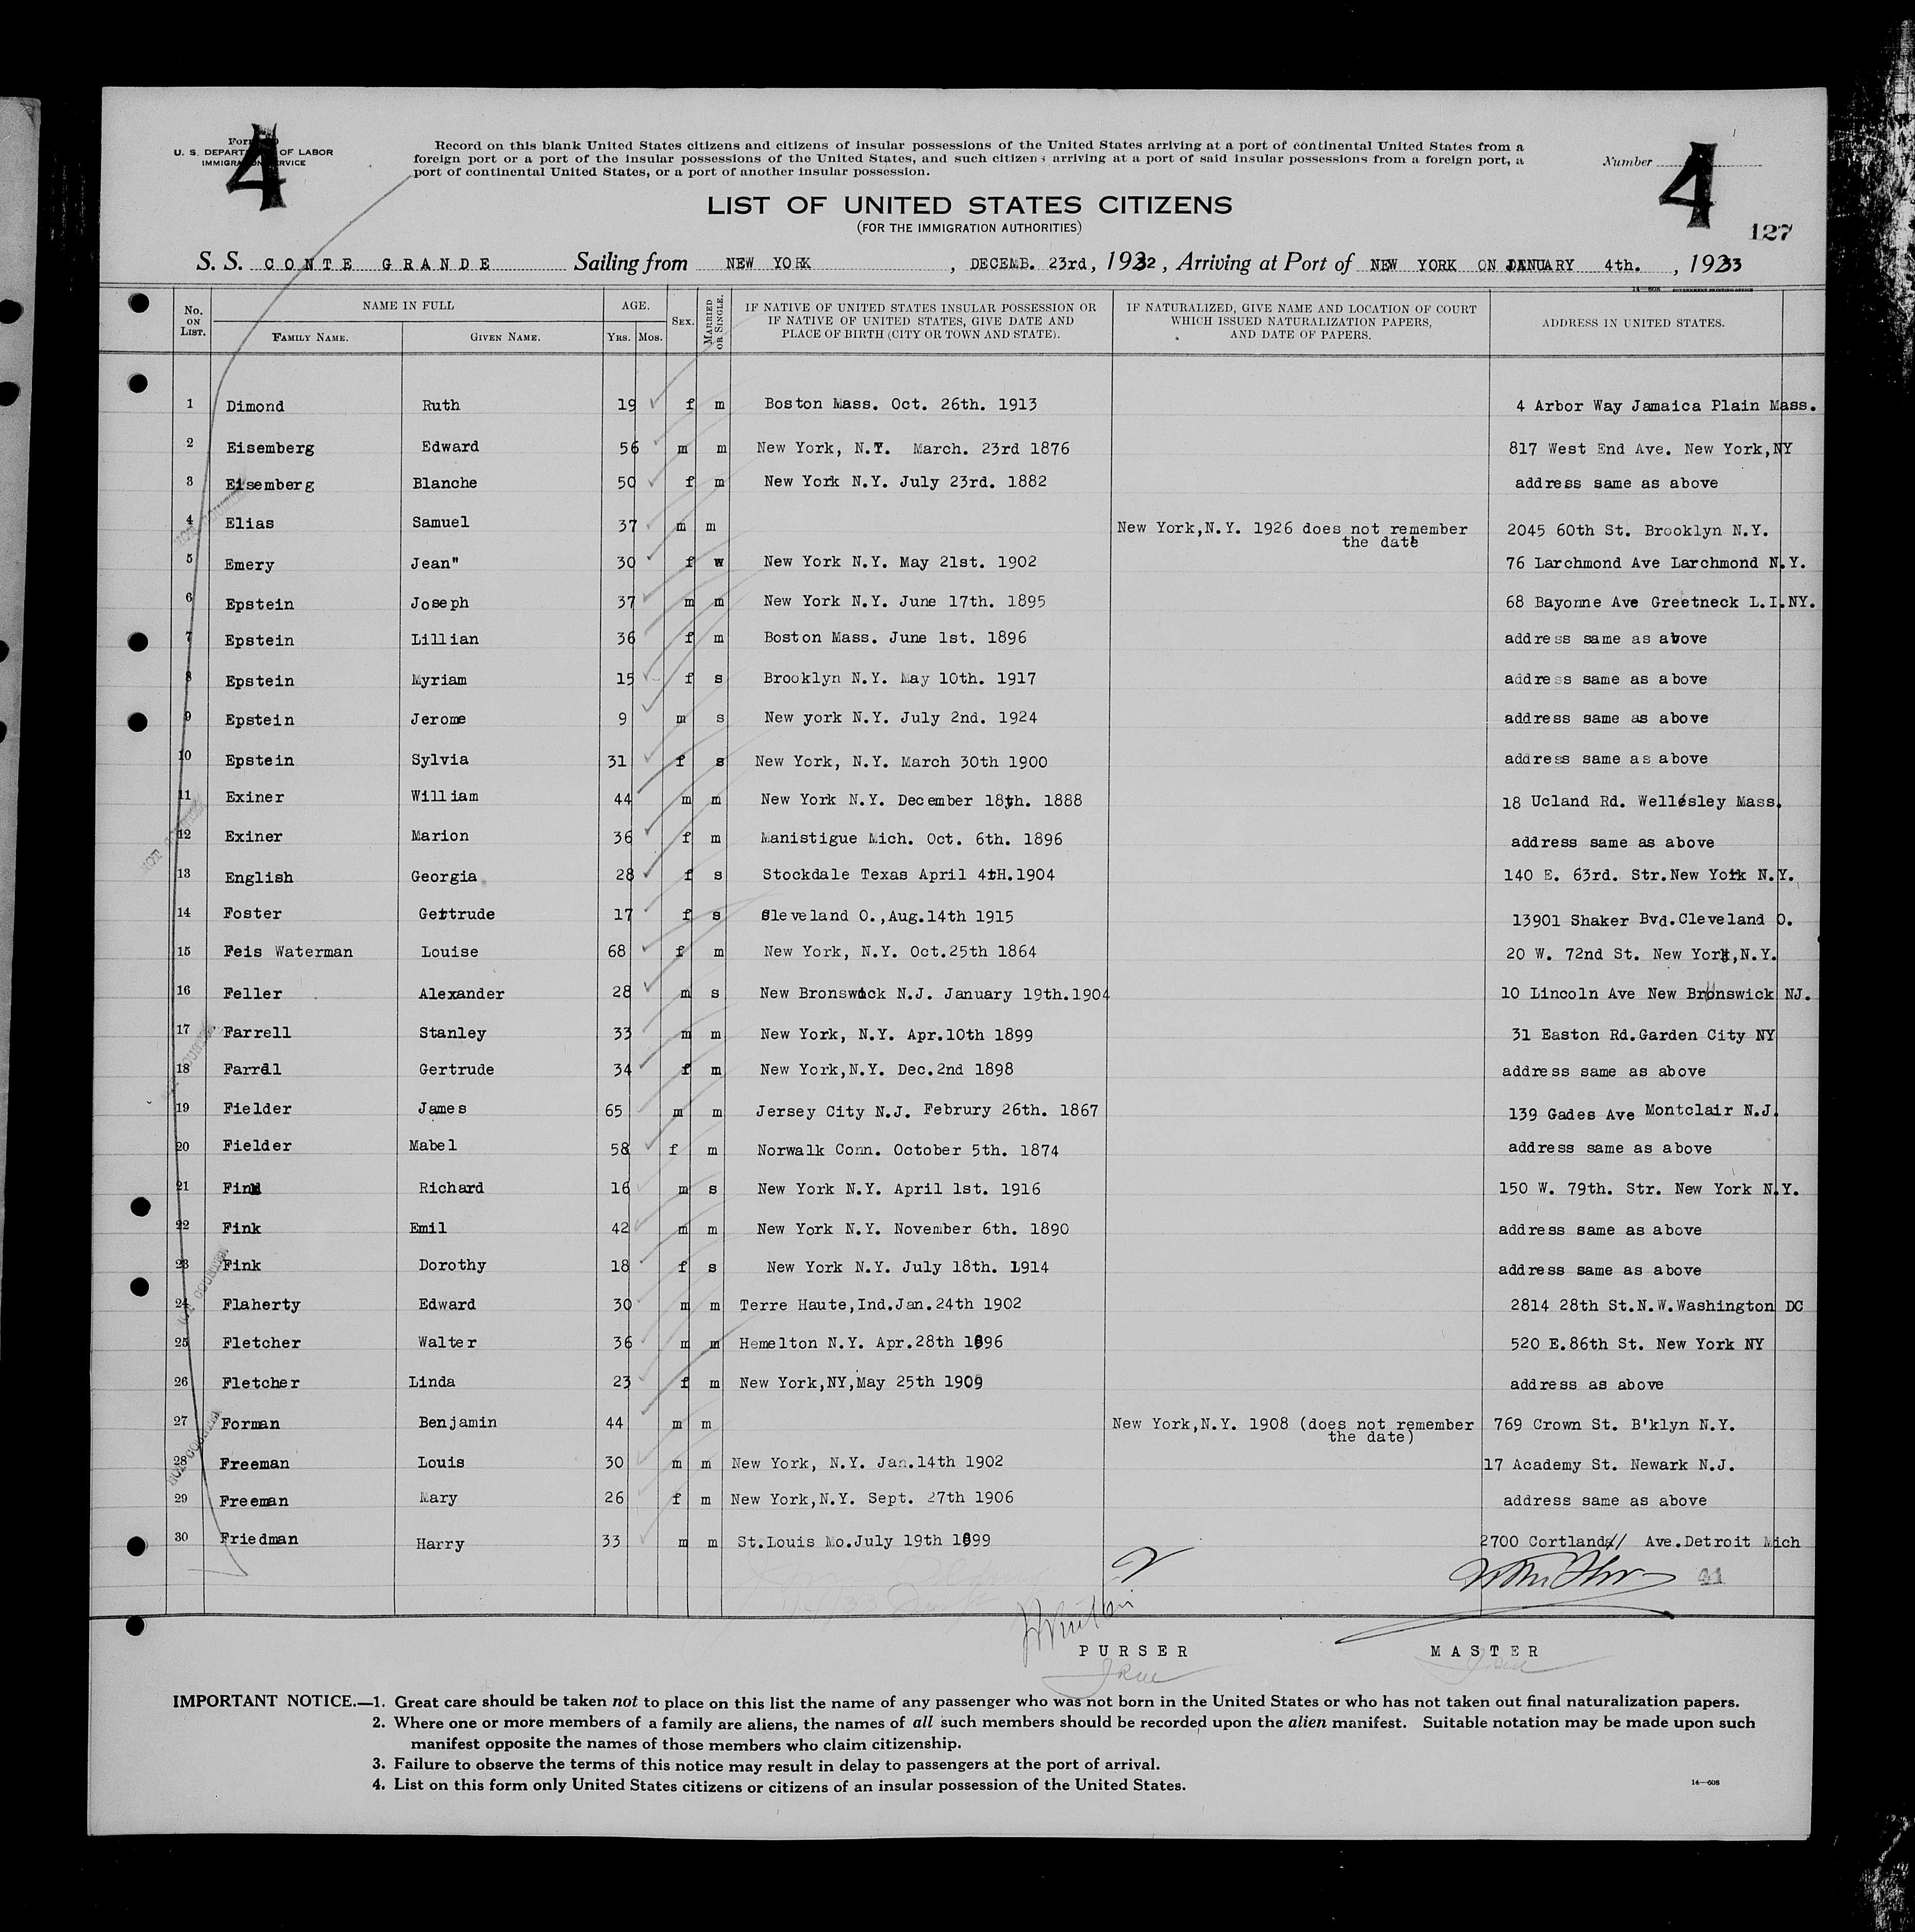 4
4
U. S. DEPARTMENT OF LABOR
IMMIGRATION SERVICE
Record on this blank United States citizens and citizens of insular possessions of the United States arriving at a port of continental United States from a
foreign port or a port of the insular possessions of the United States, and such citizens arriving at a port of said insular possessions from a foreign port, a
port of continental United States, or a port of another insular possession.
Number
LIST OF UNITED STATES CITIZENS
(FOR THE IMMIGRATION AUTHORITIES)
127
S. S. CONTE GRANDE Sailing from NEW YORK, DECEMB. 23rd, 1932, Arriving at Port of NEW YORK ON JANUARY 4th., 1933
14—608 GOVERNMENT PRINTING OFFICE
No. ON LIST. NAME IN FULL FAMILY NAME. GIVEN NAME. AGE. YRS. MOS. SEX. MARRIED OR SINGLE. IF NATIVE OF UNITED STATES INSULAR POSSESSION OR IF NATIVE OF UNITED STATES, GIVE DATE AND PLACE OF BIRTH (CITY OR TOWN AND STATE). IF NATURALIZED, GIVE NAME AND LOCATION OF COURT WHICH ISSUED NATURALIZATION PAPERS, AND DATE OF PAPERS. ADDRESS IN UNITED STATES.
1 Dimond Ruth 19 f m Boston Mass. Oct. 26th. 1913 4 Arbor Way Jamaica Plain Mass.
2 Eisemberg Edward 56 m m New York, N.Y. March. 23rd 1876 817 West End Ave. New York,NY
3 Eisemberg Blanche 50 f m New York N.Y. July 23rd. 1882 address same as above
4 Elias Samuel 37 m m New York,N.Y. 1926 does not remember the date 2045 60th St. Brooklyn N.Y.
5 Emery Jean" 30 f w New York N.Y. May 21st. 1902 76 Larchmond Ave Larchmond N.Y.
6 Epstein Joseph 37 m m New York N.Y. June 17th. 1895 68 Bayonne Ave Greetneck L.I.NY.
7 Epstein Lillian 36 f m Boston Mass. June 1st. 1896 address same as above
8 Epstein Myriam 15 f s Brooklyn N.Y. May 10th. 1917 address same as above
9 Epstein Jerome 9 m s New york N.Y. July 2nd. 1924 address same as above
10 Epstein Sylvia 31 f s New York, N.Y. March 30th 1900 address same as above
11 Exiner William 44 m m New York N.Y. December 18th. 1888 18 Ucland Rd. Wellesley Mass.
12 Exiner Marion 36 f m Manistigue Mich. Oct. 6th. 1896 address same as above
13 English Georgia 28 f s Stockdale Texas April 4tH.1904 140 E. 63rd. Str.New York N.Y.
14 Foster Gertrude 17 f s Cleveland O.,Aug.14th 1915 13901 Shaker Bvd.Cleveland O.
15 Feis Waterman Louise 68 f m New York, N.Y. Oct.25th 1864 20 W. 72nd St. New York,N.Y.
16 Feller Alexander 28 m s New Bronswick N.J. January 19th.1904 10 Lincoln Ave New Brunswick NJ.
17 Farrell Stanley 33 m m New York, N.Y. Apr.10th 1899 31 Easton Rd.Garden City NY
18 Farrell Gertrude 34 f m New York,N.Y. Dec.2nd 1898 address same as above
19 Fielder James 65 m m Jersey City N.J. Februry 26th. 1867 139 Gades Ave Montclair N.J.
20 Fielder Mabel 58 f m Norwalk Conn. October 5th. 1874 address same as above
21 Fink Richard 16 m s New York N.Y. April 1st. 1916 150 W. 79th. Str. New York N.Y.
22 Fink Emil 42 m m New York N.Y. November 6th. 1890 address same as above
23 Fink Dorothy 18 f s New York N.Y. July 18th. 1914 address same as above
24 Flaherty Edward 30 m m Terre Haute,Ind.Jan.24th 1902 2814 28th St.N.W.Washington DC
25 Fletcher Walter 36 m m Hemelton N.Y. Apr.28th 1896 520 E.86th St. New York NY
26 Fletcher Linda 23 f m New York,NY,May 25th 1909 address as above
27 Forman Benjamin 44 m m New York,N.Y. 1908 (does not remember the date) 769 Crown St. B'klyn N.Y.
28 Freeman Louis 30 m m New York, N.Y. Jan.14th 1902 17 Academy St. Newark N.J.
29 Freeman Mary 26 f m New York,N.Y. Sept. 27th 1906 address same as above
30 Friedman Harry 33 m m St.Louis Mo.July 19th 1899 2700 Cortland Ave.Detroit Mich
41
PURSER MASTER
IMPORTANT NOTICE.—1. Great care should be taken not to place on this list the name of any passenger who was not born in the United States or who has not taken out final naturalization papers.
2. Where one or more members of a family are aliens, the names of all such members should be recorded upon the alien manifest. Suitable notation may be made upon such
manifest opposite the names of those members who claim citizenship.
3. Failure to observe the terms of this notice may result in delay to passengers at the port of arrival.
4. List on this form only United States citizens or citizens of an insular possession of the United States.
14—608